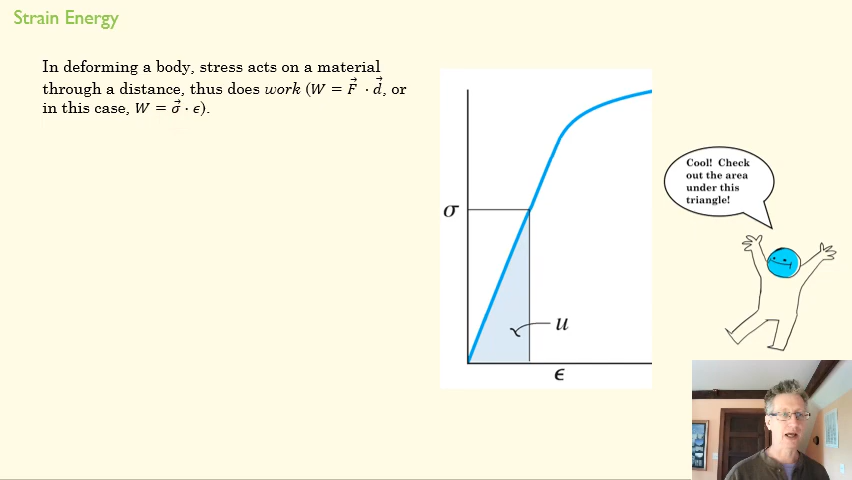 Strain Energy
In deforming a body, stress acts on a material
through a distance, thus does work (W = F⃗ · d⃗, or
in this case, W = σ⃗ · ϵ).
Cool! Check
out the area
under this
triangle!
σ
u
ϵ